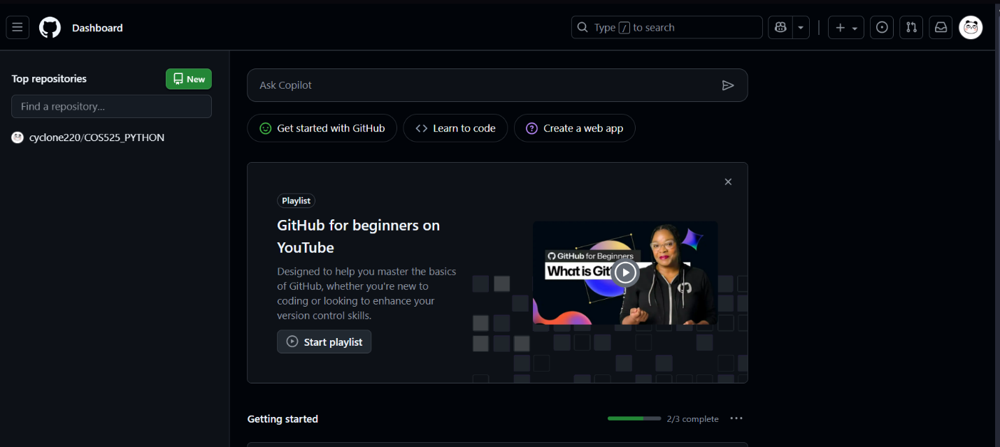 Dashboard
Type / to search
Top repositories
New
Find a repository...
cyclone220/COS525_PYTHON
Ask Copilot
Get started with GitHub
Learn to code
Create a web app
Playlist
GitHub for beginners on
YouTube
Designed to help you master the basics
of GitHub, whether you're new to
coding or looking to enhance your
version control skills.
Start playlist
GitHub for Beginners
What is Git
Getting started
2/3 complete